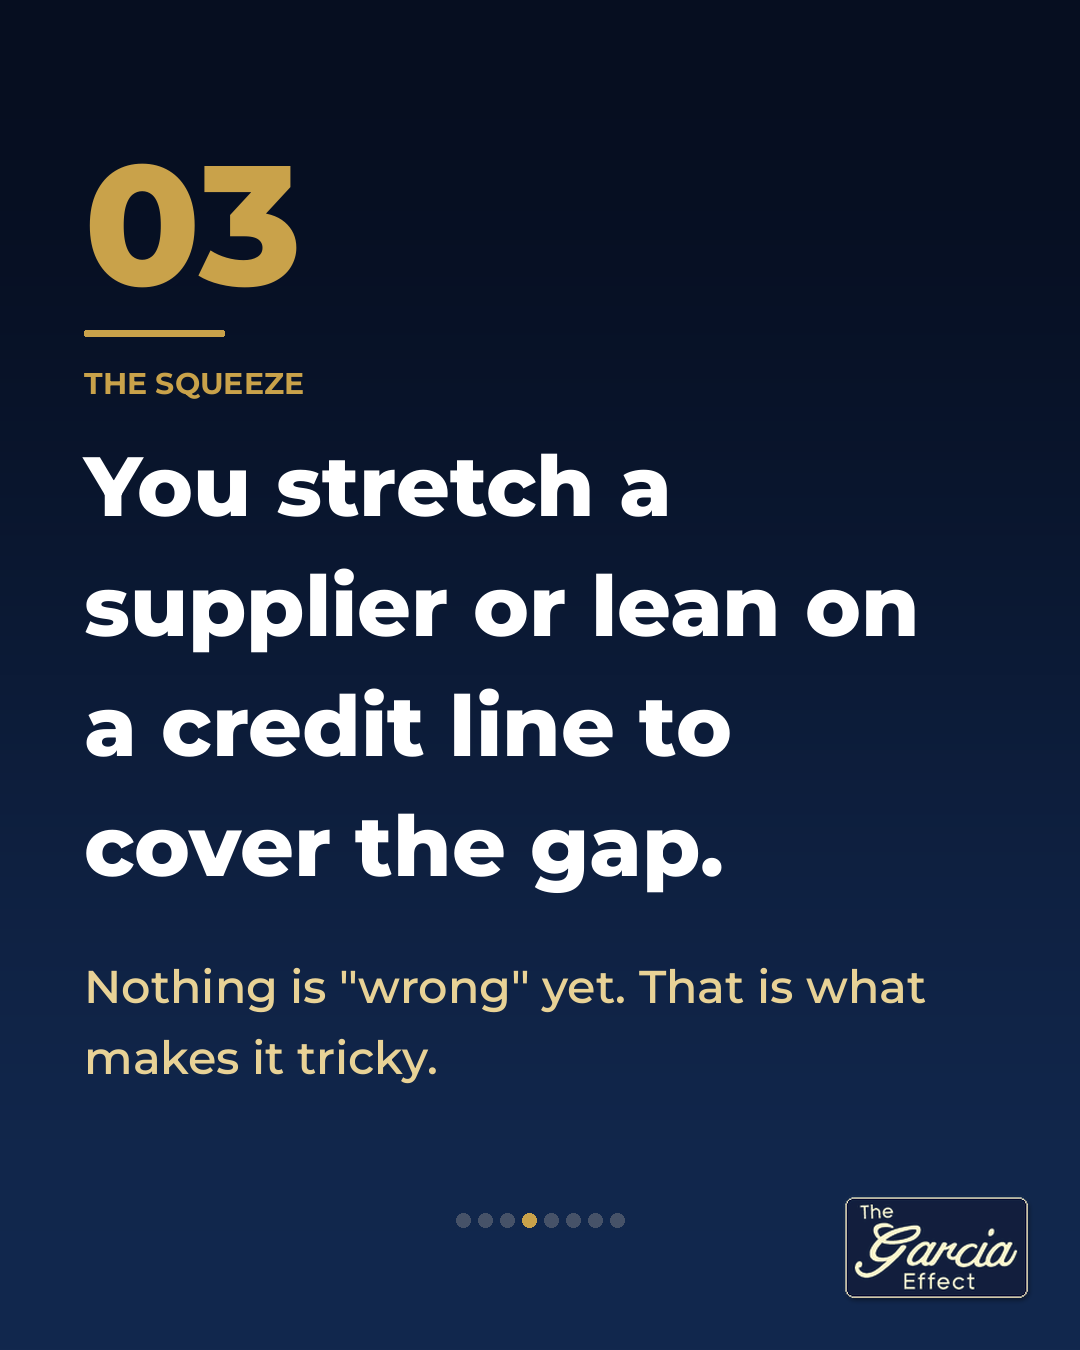 03
THE SQUEEZE
You stretch a
supplier or lean on
a credit line to
cover the gap.
Nothing is "wrong" yet. That is what
makes it tricky.
The
Garcia
Effect